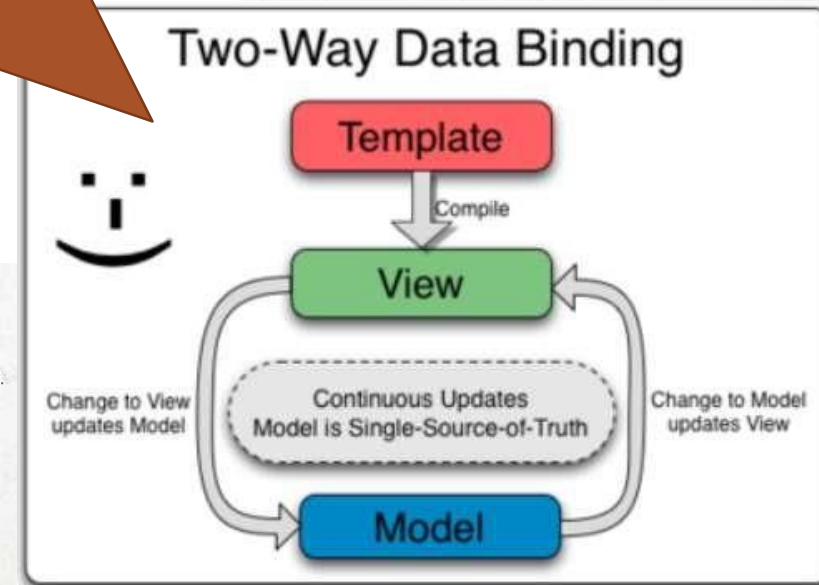 Two-Way Data Binding
Template
Compile
View
Change to View
updates Model
Continuous Updates
Model is Single-Source-of-Truth
Change to Model
updates View
Model